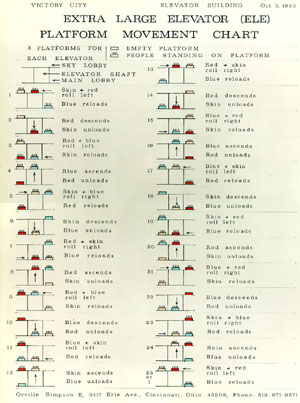 VICTORY CITY ELEVATOR BUILDING Oct 5, 1985
EXTRA LARGE ELEVATOR (ELE)
PLATFORM MOVEMENT CHART
3 PLATFORMS FOR
EACH ELEVATOR
EMPTY PLATFORM
PEOPLE STANDING ON PLATFORM
SKY LOBBY
ELEVATOR SHAFT
MAIN LOBBY
1
Skin & red
roll left
Blue reloads
2
Red descends
Skin unloads
3
Red & blue
roll left
Skin reloads
4
Blue ascends
Red unloads
5
Skin & blue
roll right
Red reloads
6
Skin descends
Blue unloads
7
Red & skin
roll right
Blue reloads
8
Red ascends
Skin unloads
9
Red & blue
roll left
Skin reloads
10
Blue descends
Red unloads
11
Blue & skin
roll left
Red reloads
12
Skin ascends
Blue unloads
13
Red & skin
roll right
Blue reloads
14
Red descends
Skin unloads
15
Blue & red
roll right
Skin reloads
16
Blue ascends
Red unloads
17
Blue & skin
roll left
Red reloads
18
Skin descends
Blue unloads
19
Skin & red
roll left
Blue reloads
20
Red ascends
Skin unloads
21
Blue & red
roll right
Skin reloads
22
Blue descends
Red unloads
23
Skin & blue
roll right
Red reloads
24
Skin ascends
Blue unloads
25
or
1
Skin & red
roll left
Blue reloads
Orville Simpson II, 3417 Erie Ave., Cincinnati, Ohio 45208, Phone